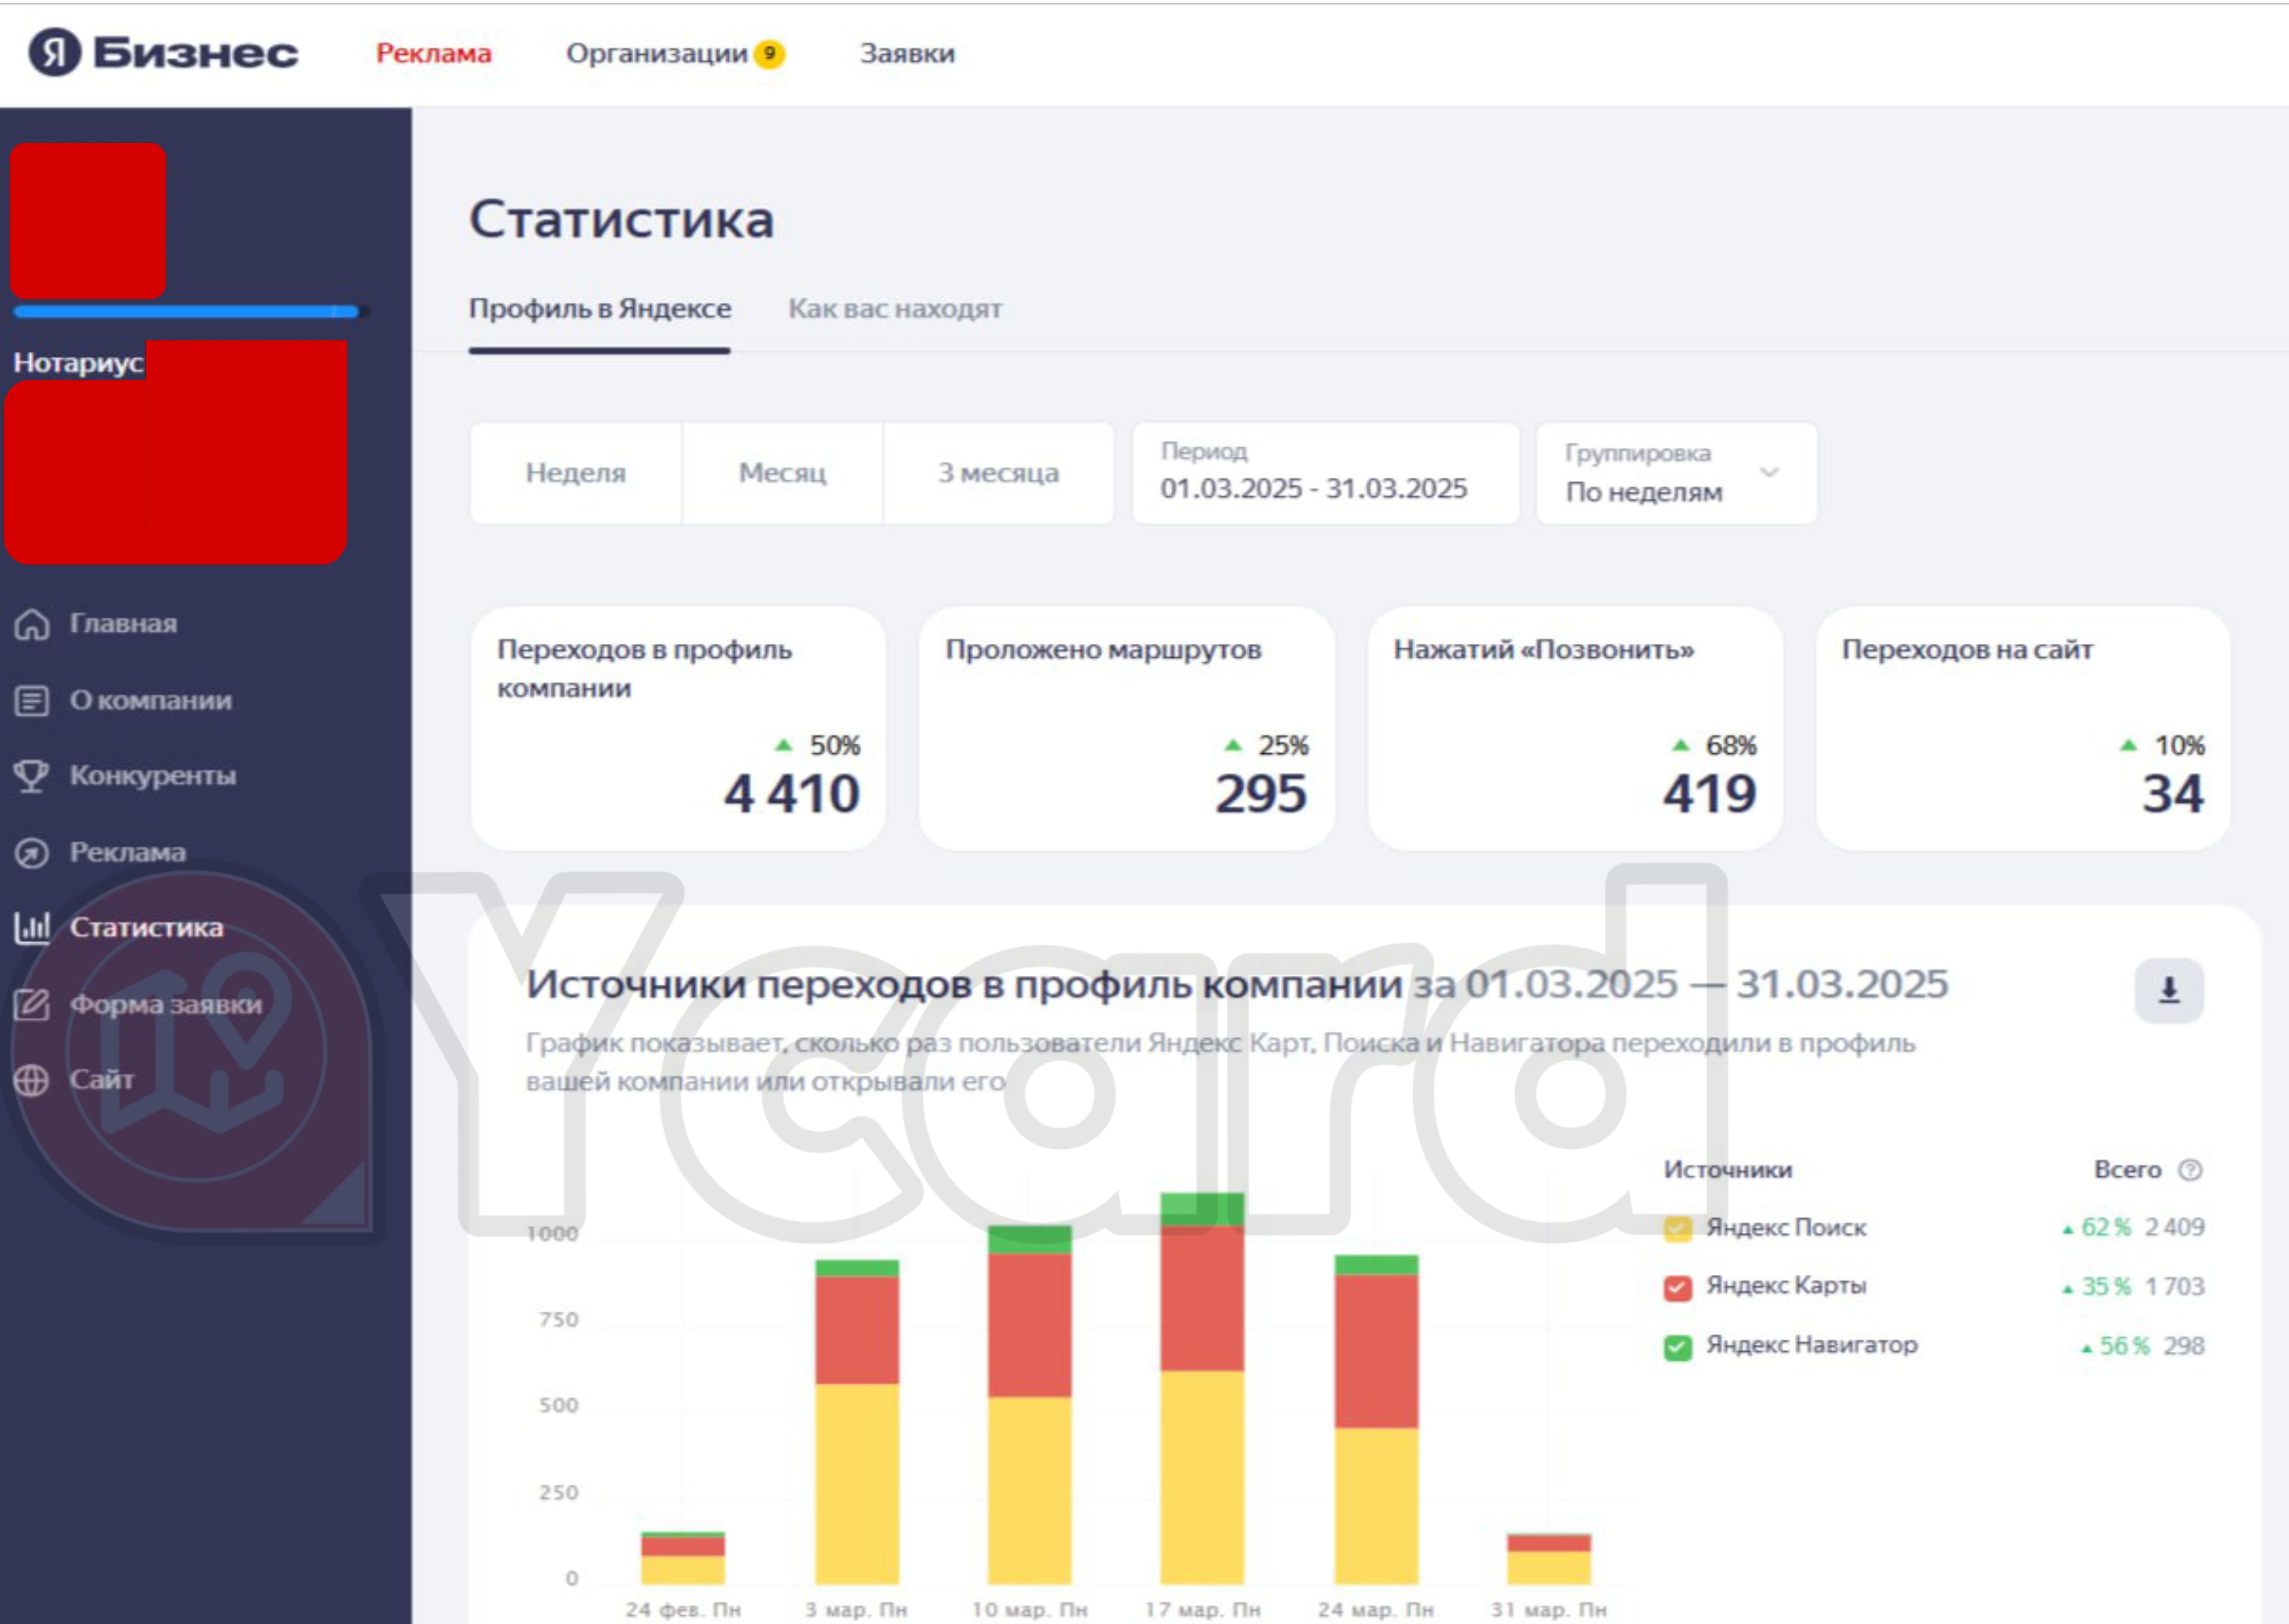 Я Бизнес
Реклама
Организации 9
Заявки
Нотариус
Главная
О компании
Конкуренты
Реклама
Статистика
Форма заявки
Сайт
Статистика
Профиль в Яндексе
Как вас находят
Неделя
Месяц
3 месяца
Период
01.03.2025 - 31.03.2025
Группировка
По неделям
Переходов в профиль
компании
50%
4 410
Проложено маршрутов
25%
295
Нажатий «Позвонить»
68%
419
Переходов на сайт
10%
34
Ycard
Источники переходов в профиль компании за 01.03.2025 — 31.03.2025
График показывает, сколько раз пользователи Яндекс Карт, Поиска и Навигатора переходили в профиль
вашей компании или открывали его
1000
750
500
250
0
24 фев. Пн
3 мар. Пн
10 мар. Пн
17 мар. Пн
24 мар. Пн
31 мар. Пн
Источники Всего ?
Яндекс Поиск 62 % 2 409
Яндекс Карты 35 % 1 703
Яндекс Навигатор 56 % 298